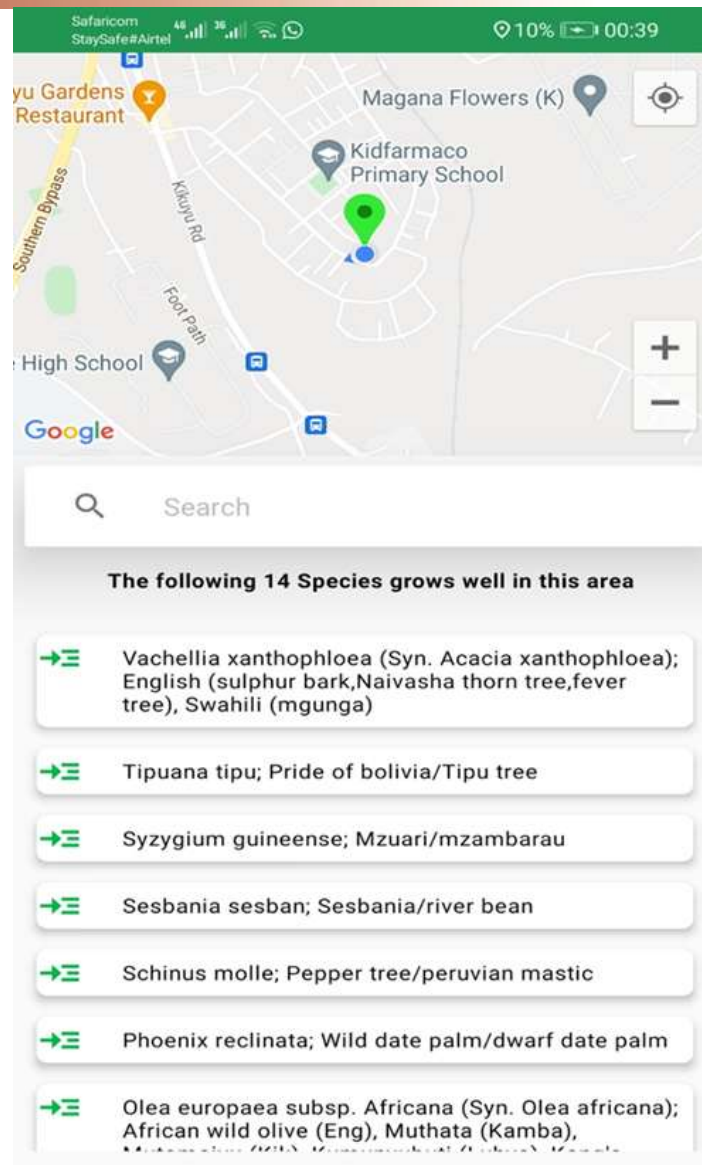 Safaricom
StaySafe#Airtel
4G
3G
10%
00:39
yu Gardens
Restaurant
Magana Flowers (K)
Kidfarmaco
Primary School
Southern Bypass
Kikuyu Rd
Foot Path
High School
Google
Search
The following 14 Species grows well in this area
Vachellia xanthophloea (Syn. Acacia xanthophloea);
English (sulphur bark,Naivasha thorn tree,fever
tree), Swahili (mgunga)
Tipuana tipu; Pride of bolivia/Tipu tree
Syzygium guineense; Mzuari/mzambarau
Sesbania sesban; Sesbania/river bean
Schinus molle; Pepper tree/peruvian mastic
Phoenix reclinata; Wild date palm/dwarf date palm
Olea europaea subsp. Africana (Syn. Olea africana);
African wild olive (Eng), Muthata (Kamba),